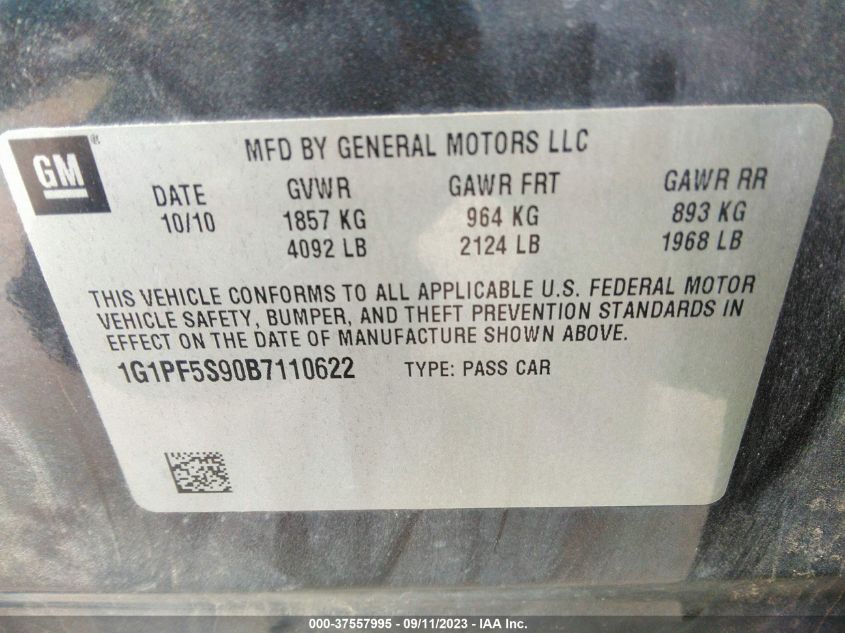 GM®
MFD BY GENERAL MOTORS LLC
DATE GVWR GAWR FRT GAWR RR
10/10 1857 KG 964 KG 893 KG
4092 LB 2124 LB 1968 LB
THIS VEHICLE CONFORMS TO ALL APPLICABLE U.S. FEDERAL MOTOR
VEHICLE SAFETY, BUMPER, AND THEFT PREVENTION STANDARDS IN
EFFECT ON THE DATE OF MANUFACTURE SHOWN ABOVE.
1G1PF5S90B7110622 TYPE: PASS CAR
000-37557995 - 09/11/2023 - IAA Inc.